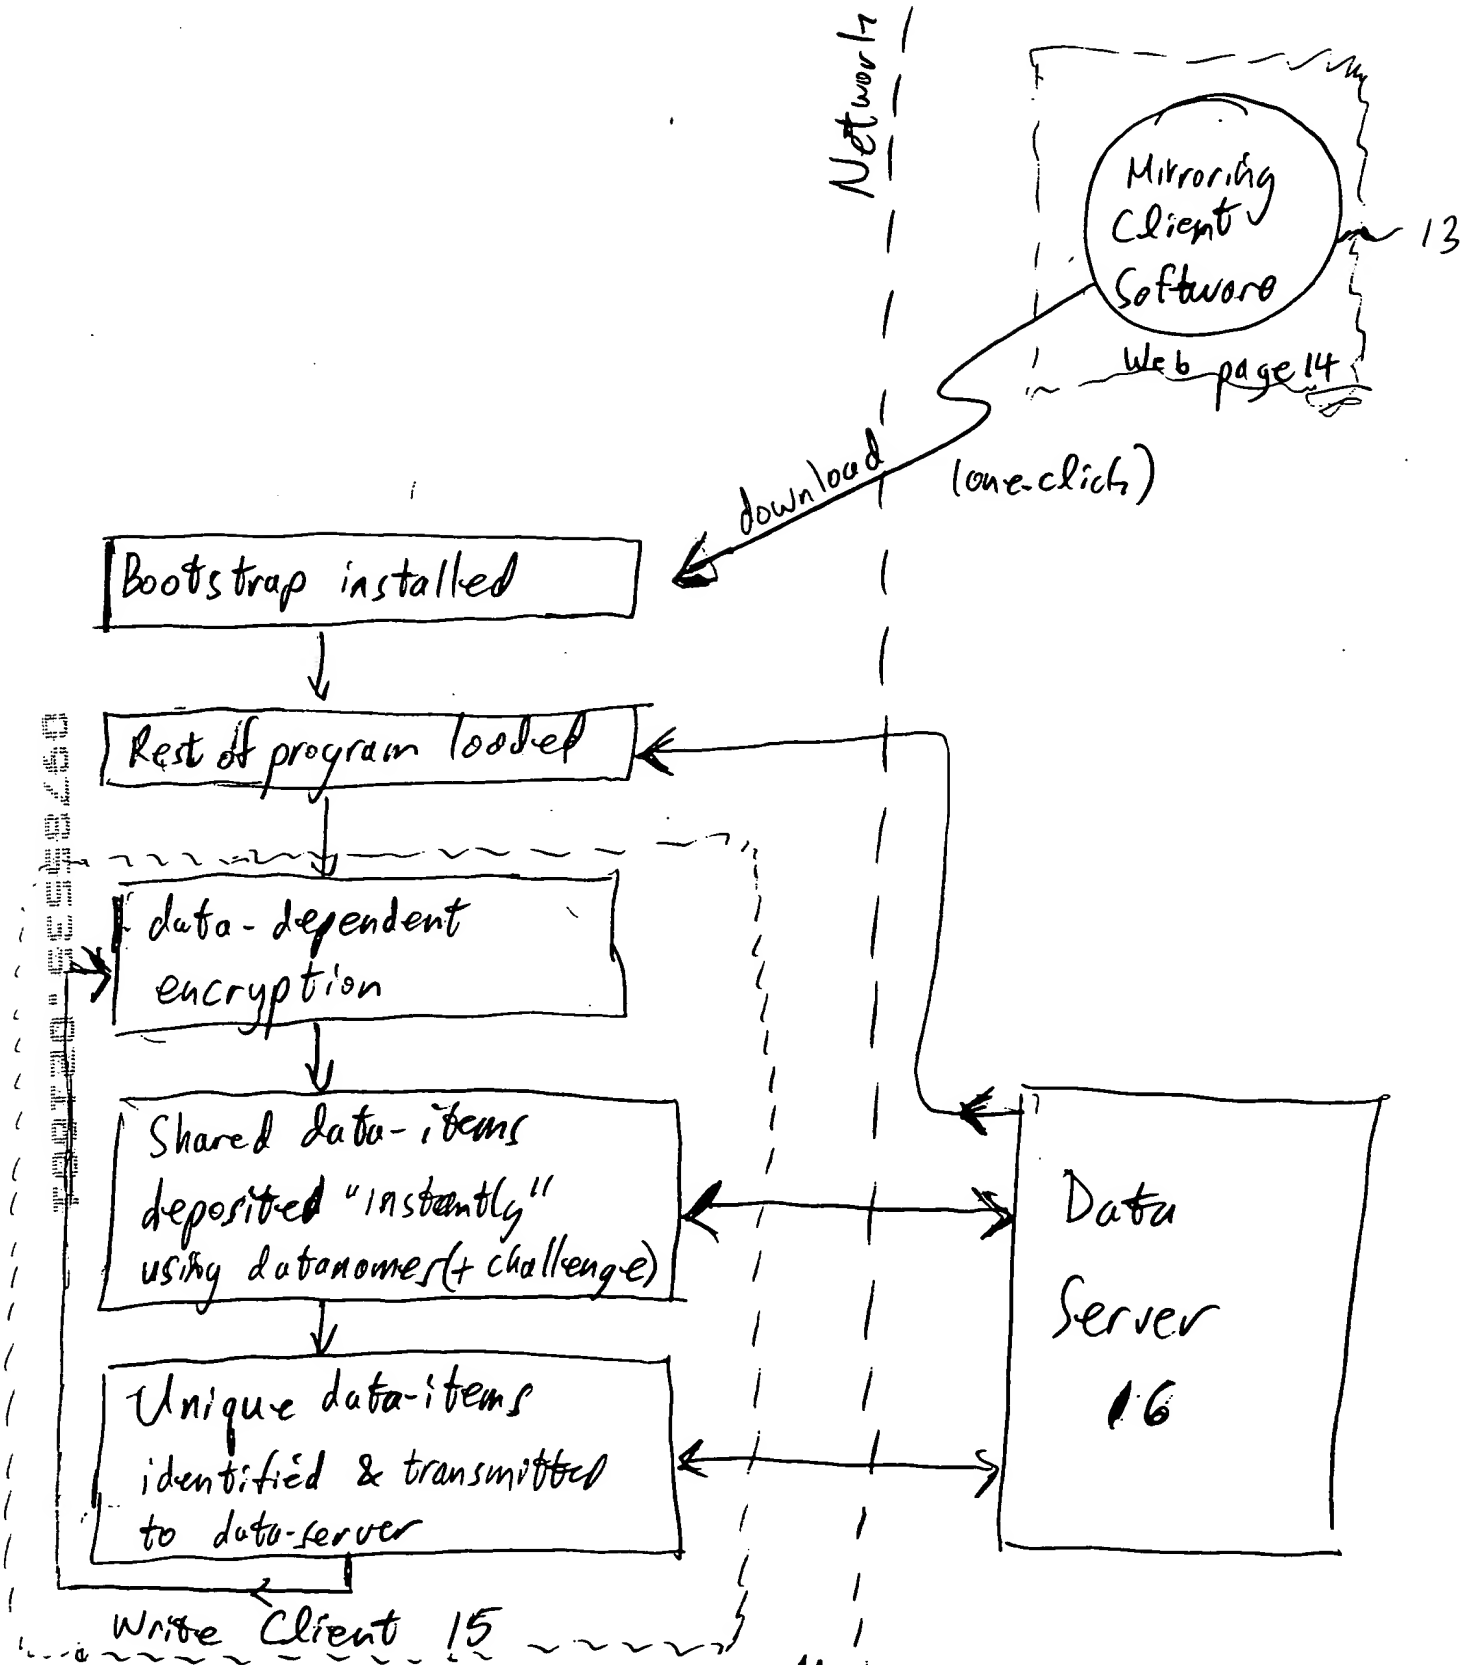 Network
Mirroring
Client
Software
13
Web page 14
download
(one-click)
Bootstrap installed
Rest of program loaded
data-dependent
encryption
Shared data-items
deposited "instantly"
using datanames (+ challenge)
Data
Server
16
Unique data-items
identified & transmitted
to data-server
Write Client 15